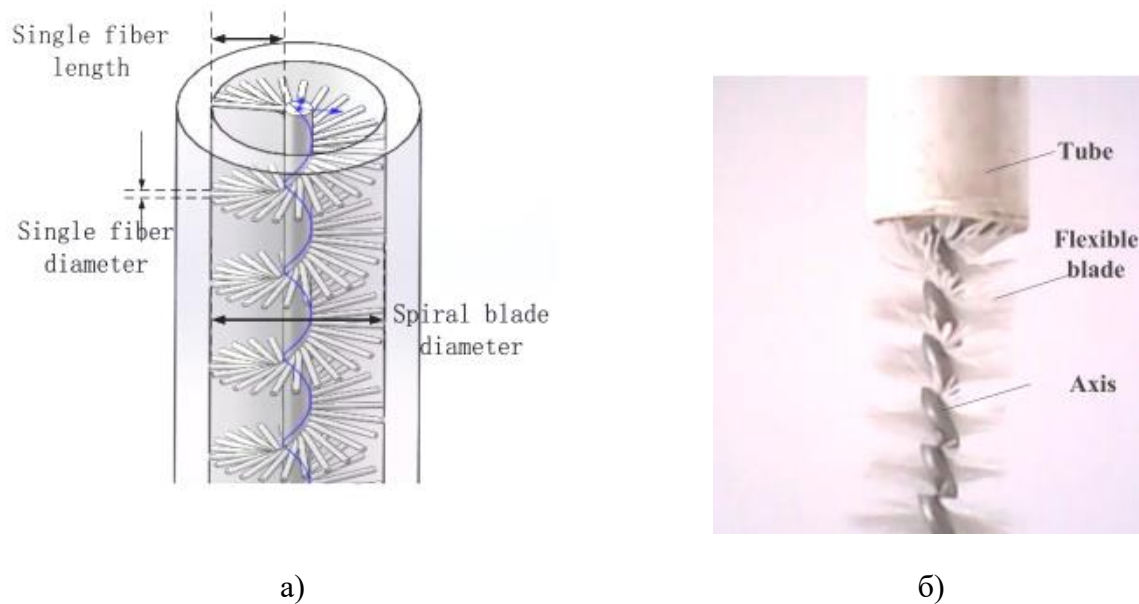 Single fiber
length
Single fiber
diameter
Spiral blade
diameter
а)
Tube
Flexible
blade
Axis
б)